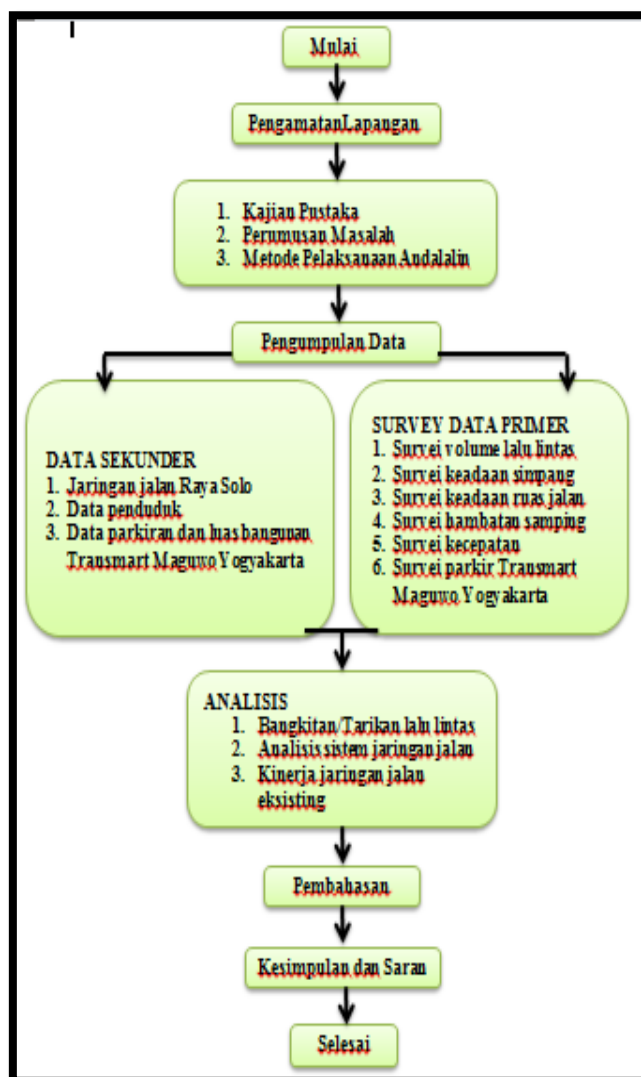 Mulai
PengamatanLapangan
1. Kajian Pustaka
2. Perumusan Masalah
3. Metode Pelaksanaan Andalalin
Pengumpulan Data
DATA SEKUNDER
1. Jaringan jalan Raya Solo
2. Data penduduk
3. Data parkiran dan luas bangunan
Transmart Maguwo Yogyakarta
SURVEY DATA PRIMER
1. Survei volume lalu lintas
2. Survei keadaan simpang
3. Survei keadaan ruas jalan
4. Survei hambatan samping
5. Survei kecepatan
6. Survei parkir Transmart
Maguwo Yogyakarta
ANALISIS
1. Bangkitan/Tarikan lalu lintas
2. Analisis sistem jaringan jalan
3. Kinerja jaringan jalan
eksisting
Pembahasan
Kesimpulan dan Saran
Selesai